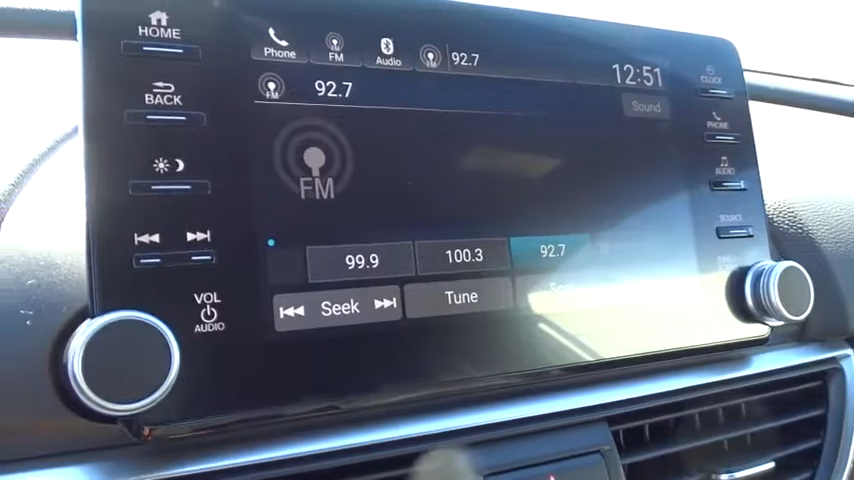 HOME
Phone
FM
Audio
FM
92.7
12:51
CLOCK
BACK
FM
92.7
Sound
PHONE
FM
AUDIO
SOURCE
99.9
100.3
92.7
VOL
AUDIO
Seek
Tune